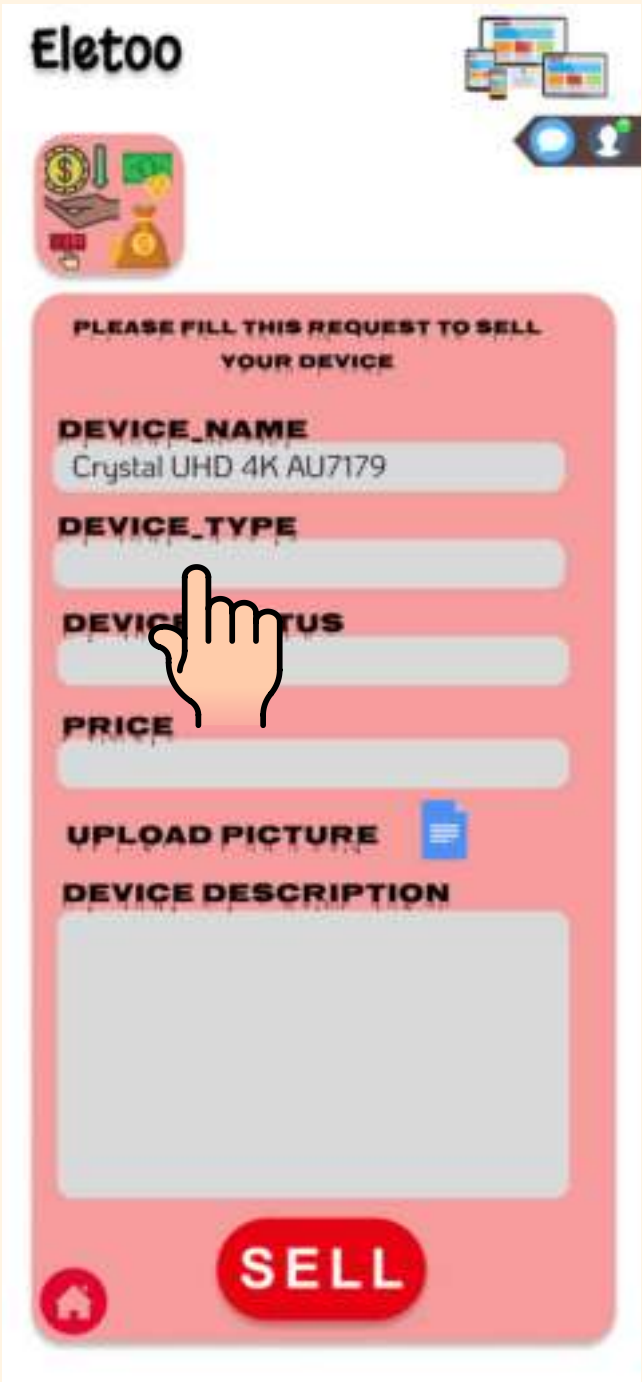 Eletoo
PLEASE FILL THIS REQUEST TO SELL
YOUR DEVICE
DEVICE_NAME
Crystal UHD 4K AU7179
DEVICE_TYPE
PRICE
UPLOAD PICTURE
DEVICE DESCRIPTION
SELL